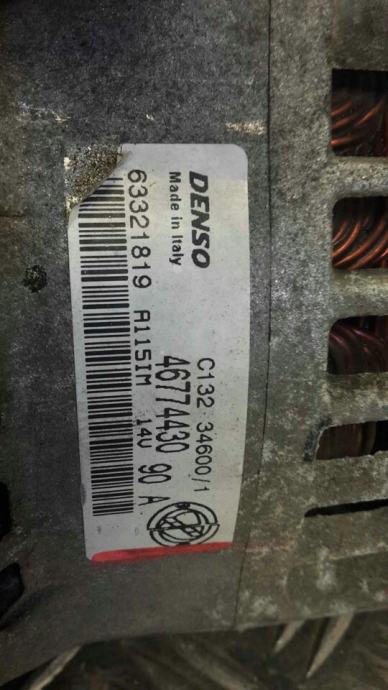 DENSO
Made in Italy
C132 34600/1
46774430
63321819 A115IM 14V 90 A